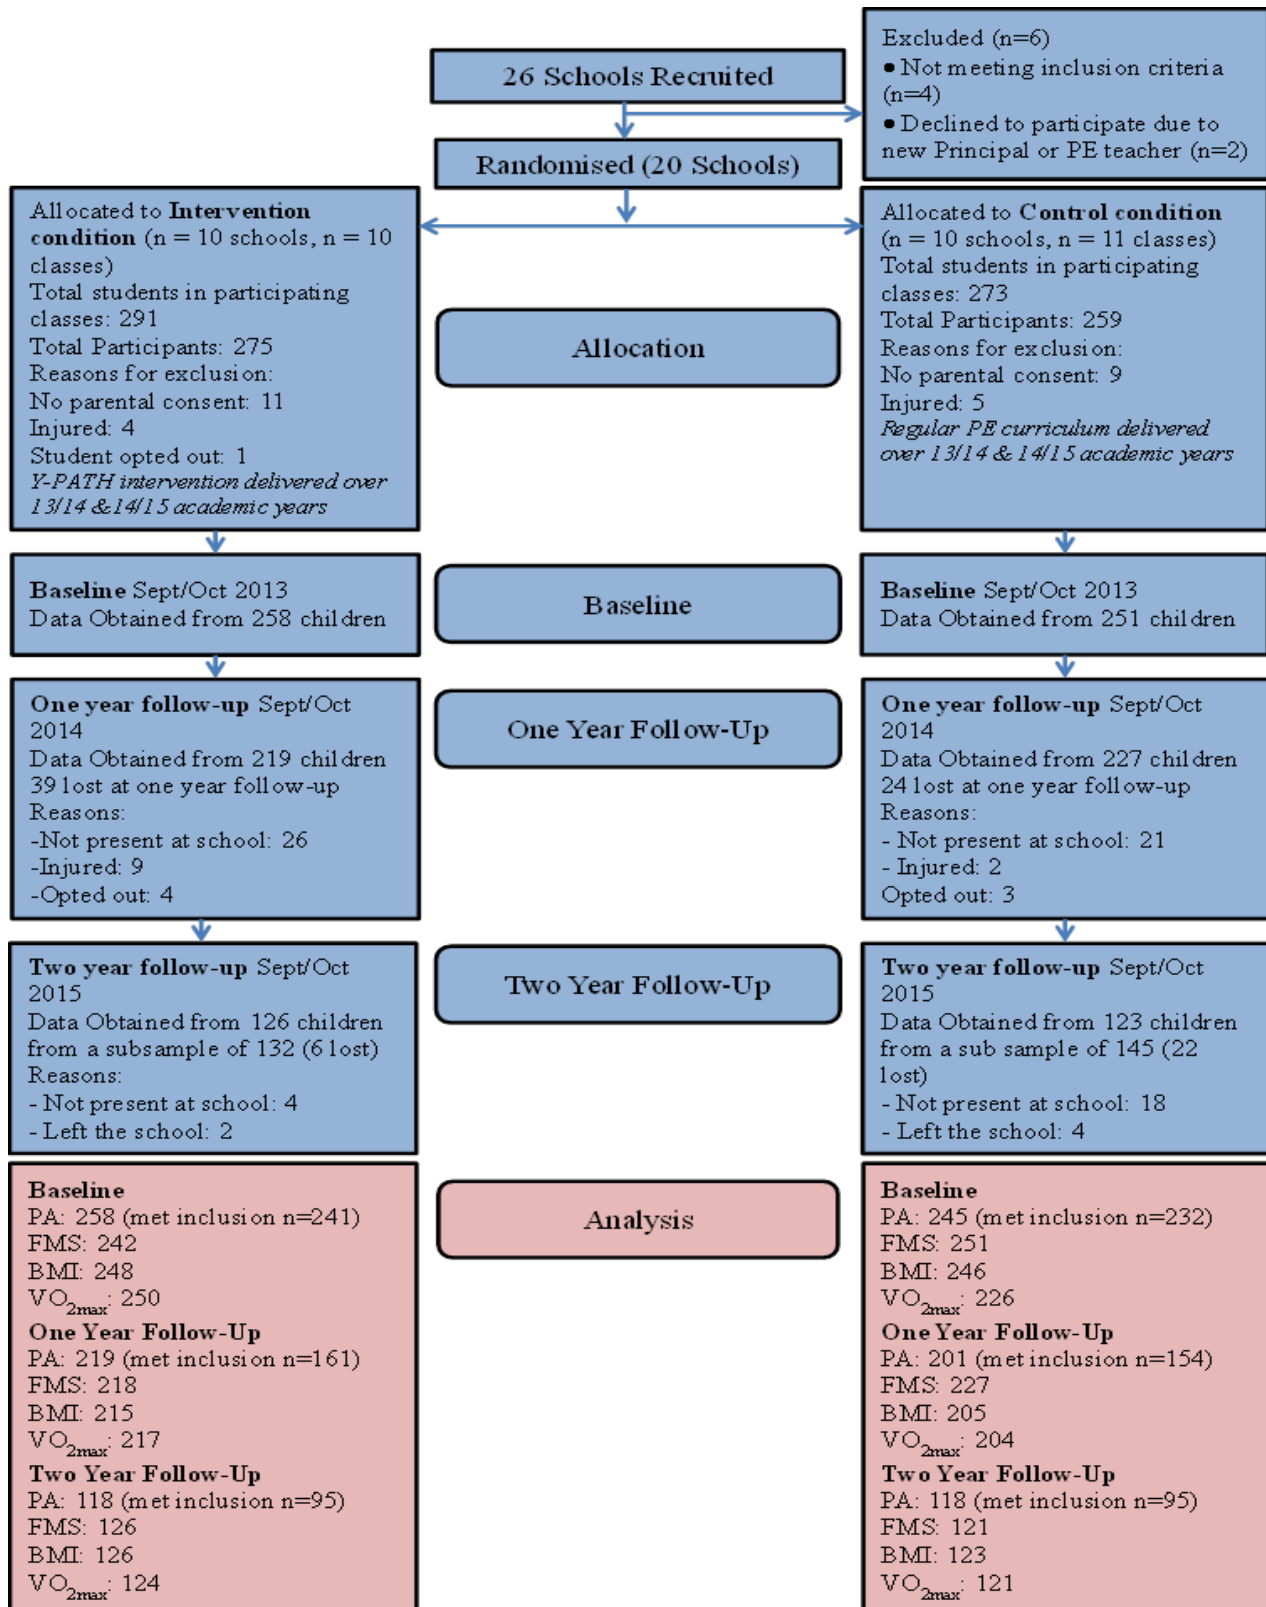 26 Schools Recruited
Excluded (n=6)
● Not meeting inclusion criteria
(n=4)
● Declined to participate due to
new Principal or PE teacher (n=2)
Randomised (20 Schools)
Allocated to Intervention
condition (n = 10 schools, n = 10
classes)
Total students in participating
classes: 291
Total Participants: 275
Reasons for exclusion:
No parental consent: 11
Injured: 4
Student opted out: 1
Y-PATH intervention delivered over
13/14 &14/15 academic years
Allocation
Allocated to Control condition
(n = 10 schools, n = 11 classes)
Total students in participating
classes: 273
Total Participants: 259
Reasons for exclusion:
No parental consent: 9
Injured: 5
Regular PE curriculum delivered
over 13/14 & 14/15 academic years
Baseline Sept/Oct 2013
Data Obtained from 258 children
Baseline
Baseline Sept/Oct 2013
Data Obtained from 251 children
One year follow-up Sept/Oct
2014
Data Obtained from 219 children
39 lost at one year follow-up
Reasons:
-Not present at school: 26
-Injured: 9
-Opted out: 4
One Year Follow-Up
One year follow-up Sept/Oct
2014
Data Obtained from 227 children
24 lost at one year follow-up
Reasons:
- Not present at school: 21
- Injured: 2
Opted out: 3
Two year follow-up Sept/Oct
2015
Data Obtained from 126 children
from a subsample of 132 (6 lost)
Reasons:
- Not present at school: 4
- Left the school: 2
Two Year Follow-Up
Two year follow-up Sept/Oct
2015
Data Obtained from 123 children
from a sub sample of 145 (22
lost)
- Not present at school: 18
- Left the school: 4
Baseline
PA: 258 (met inclusion n=241)
FMS: 242
BMI: 248
VO2max: 250
One Year Follow-Up
PA: 219 (met inclusion n=161)
FMS: 218
BMI: 215
VO2max: 217
Two Year Follow-Up
PA: 118 (met inclusion n=95)
FMS: 126
BMI: 126
VO2max: 124
Analysis
Baseline
PA: 245 (met inclusion n=232)
FMS: 251
BMI: 246
VO2max: 226
One Year Follow-Up
PA: 201 (met inclusion n=154)
FMS: 227
BMI: 205
VO2max: 204
Two Year Follow-Up
PA: 118 (met inclusion n=95)
FMS: 121
BMI: 123
VO2max: 121